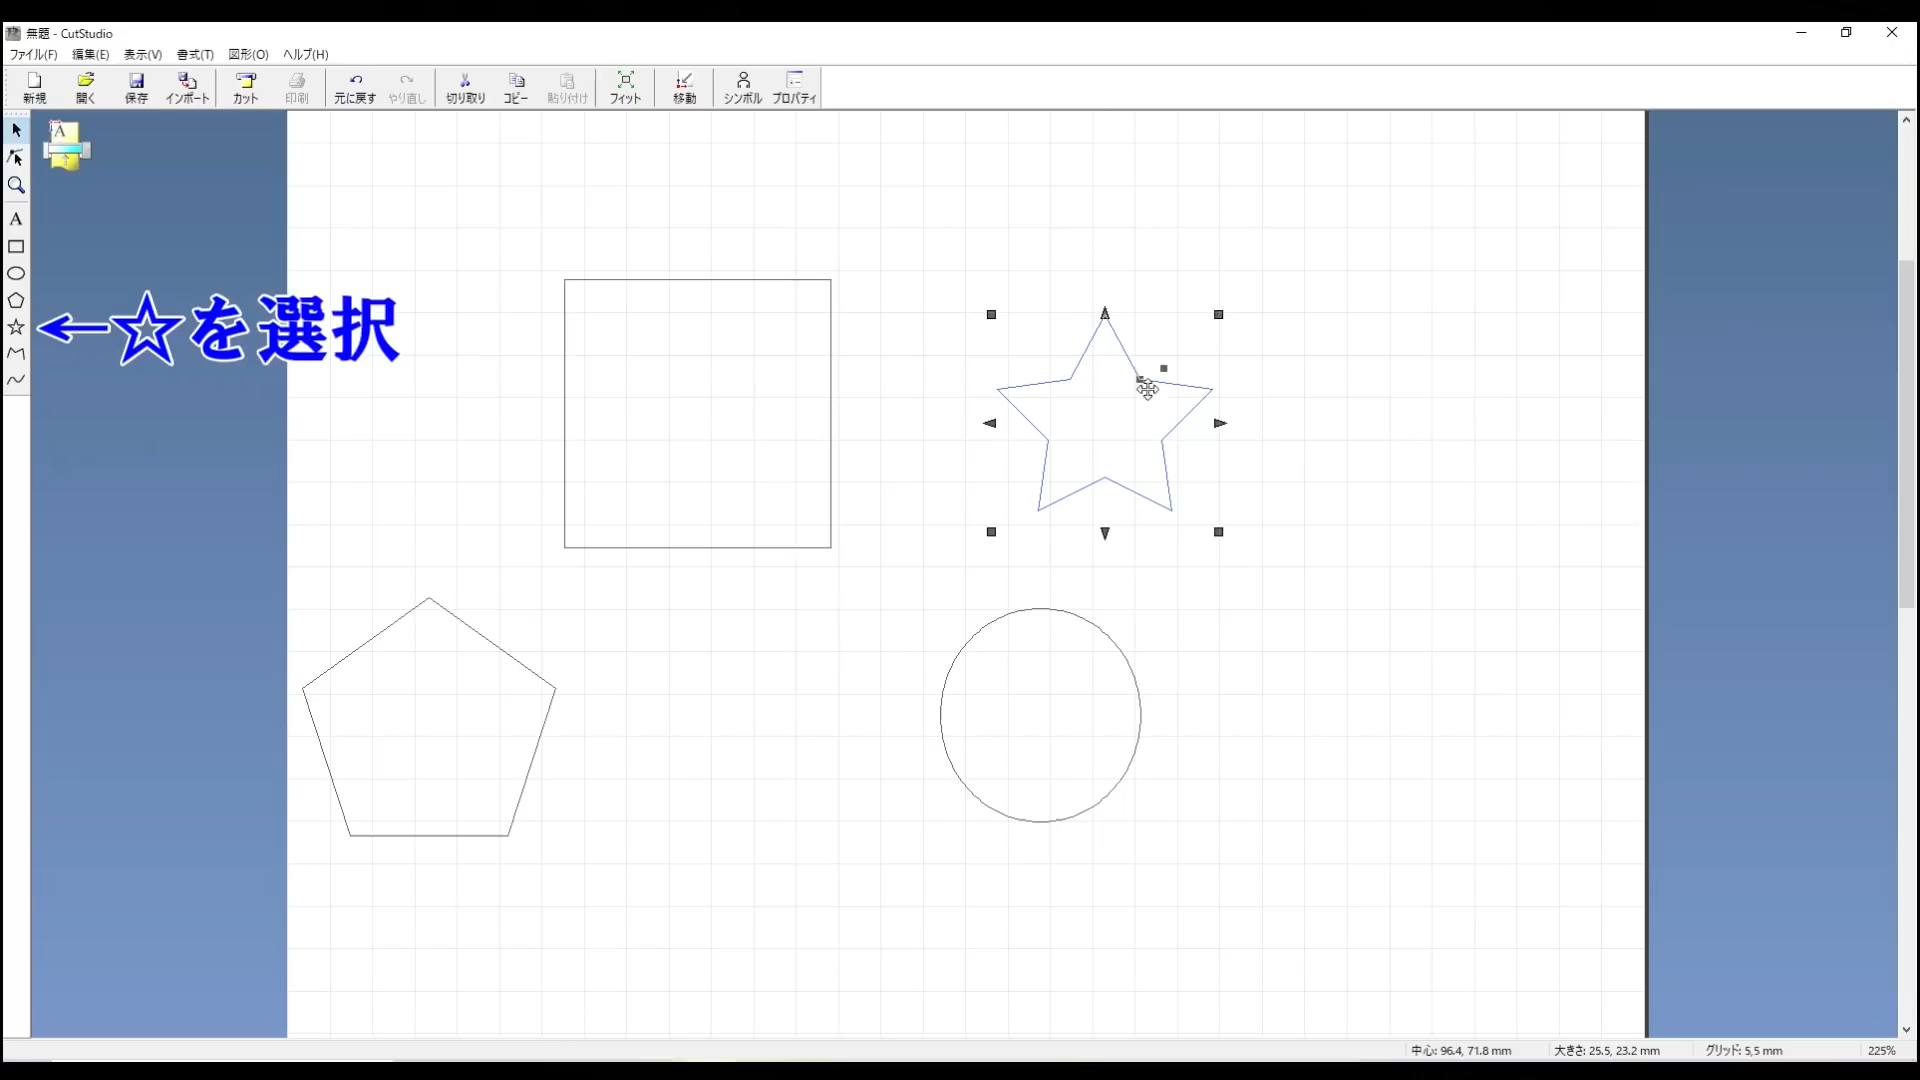 無題 - CutStudio
ファイル(F) 編集(E) 表示(V) 書式(T) 図形(O) ヘルプ(H)
新規 開く 保存 インポート カット 印刷 元に戻す やり直し 切り取り コピー 貼り付け フィット 移動 シンボル プロパティ
A
A
←☆を選択
中心: 96.4, 71.8 mm 大きさ: 25.5, 23.2 mm グリッド: 5,5 mm 225%